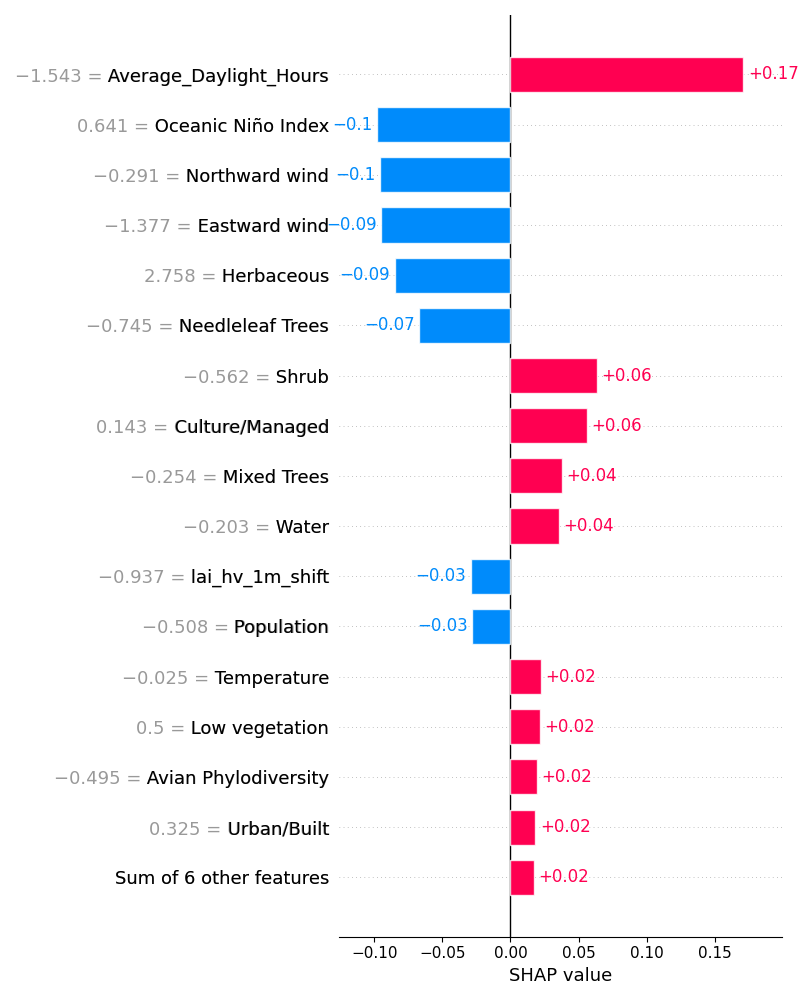 −1.543 = Average_Daylight_Hours +0.17
0.641 = Oceanic Niño Index −0.1
−0.291 = Northward wind −0.1
−1.377 = Eastward wind −0.09
2.758 = Herbaceous −0.09
−0.745 = Needleleaf Trees −0.07
−0.562 = Shrub +0.06
0.143 = Culture/Managed +0.06
−0.254 = Mixed Trees +0.04
−0.203 = Water +0.04
−0.937 = lai_hv_1m_shift −0.03
−0.508 = Population −0.03
−0.025 = Temperature +0.02
0.5 = Low vegetation +0.02
−0.495 = Avian Phylodiversity +0.02
0.325 = Urban/Built +0.02
Sum of 6 other features +0.02
−0.10 −0.05 0.00 0.05 0.10 0.15
SHAP value